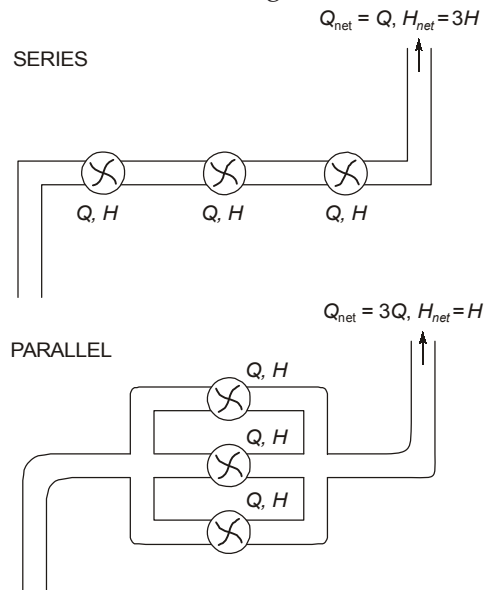 Q_net = Q, H_net = 3H
SERIES
Q, H Q, H Q, H
Q_net = 3Q, H_net = H
PARALLEL
Q, H
Q, H
Q, H